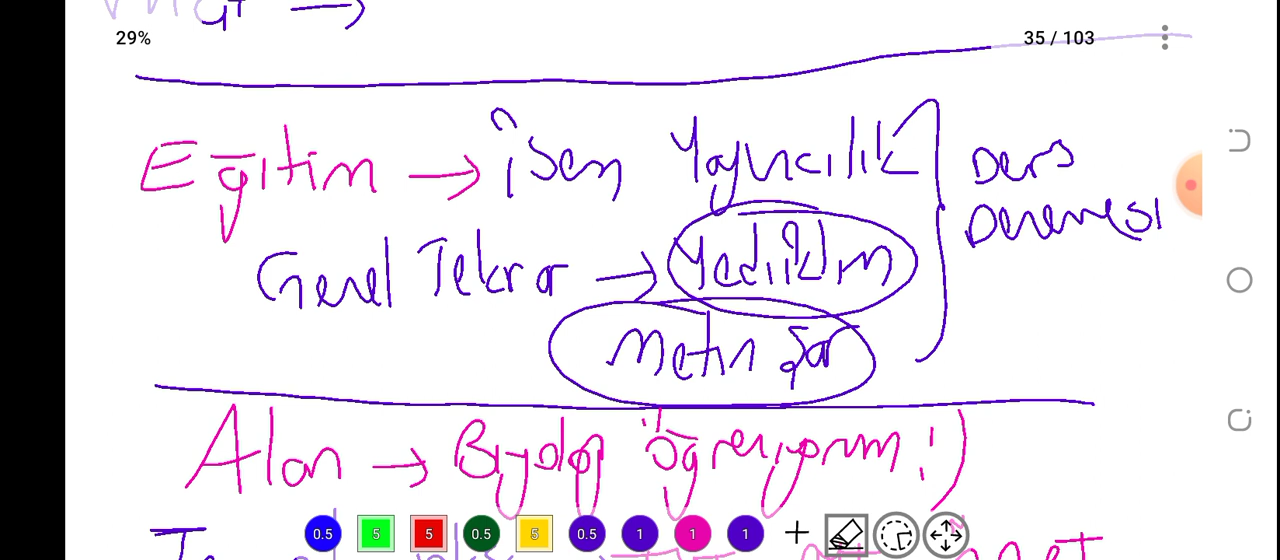 29%
35 / 103
Eğitim → İsem Yayıncılık
Ders
Denemesi
Genel Tekrar → Yediiklim
Metin Şar
Alan → Biyoloji öğreniyorum :)
0.5 5 5 0.5 5 0.5 1 1 1 +